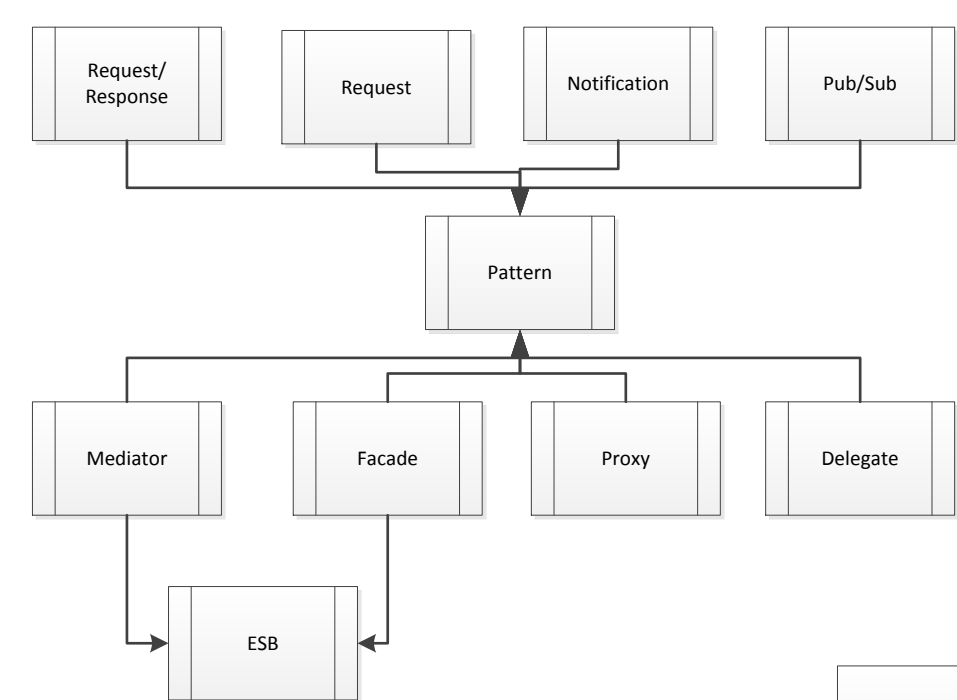 Request/
Response
Request
Notification
Pub/Sub
Pattern
Mediator
Facade
Proxy
Delegate
ESB